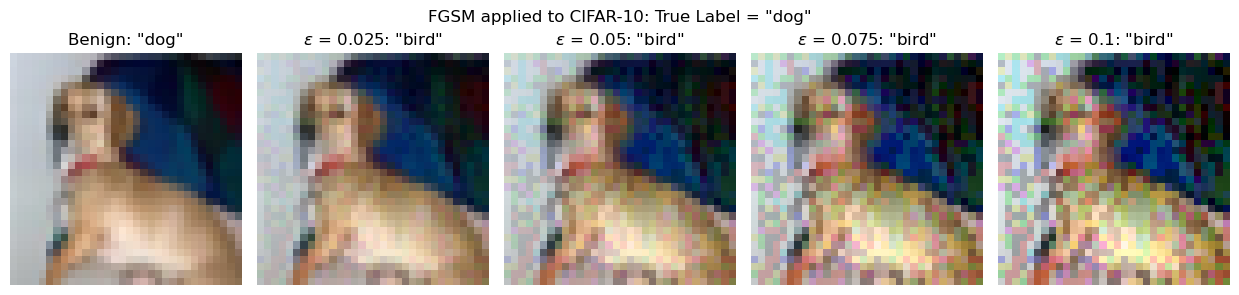 FGSM applied to CIFAR-10: True Label = "dog"
Benign: "dog"
ε = 0.025: "bird"
ε = 0.05: "bird"
ε = 0.075: "bird"
ε = 0.1: "bird"